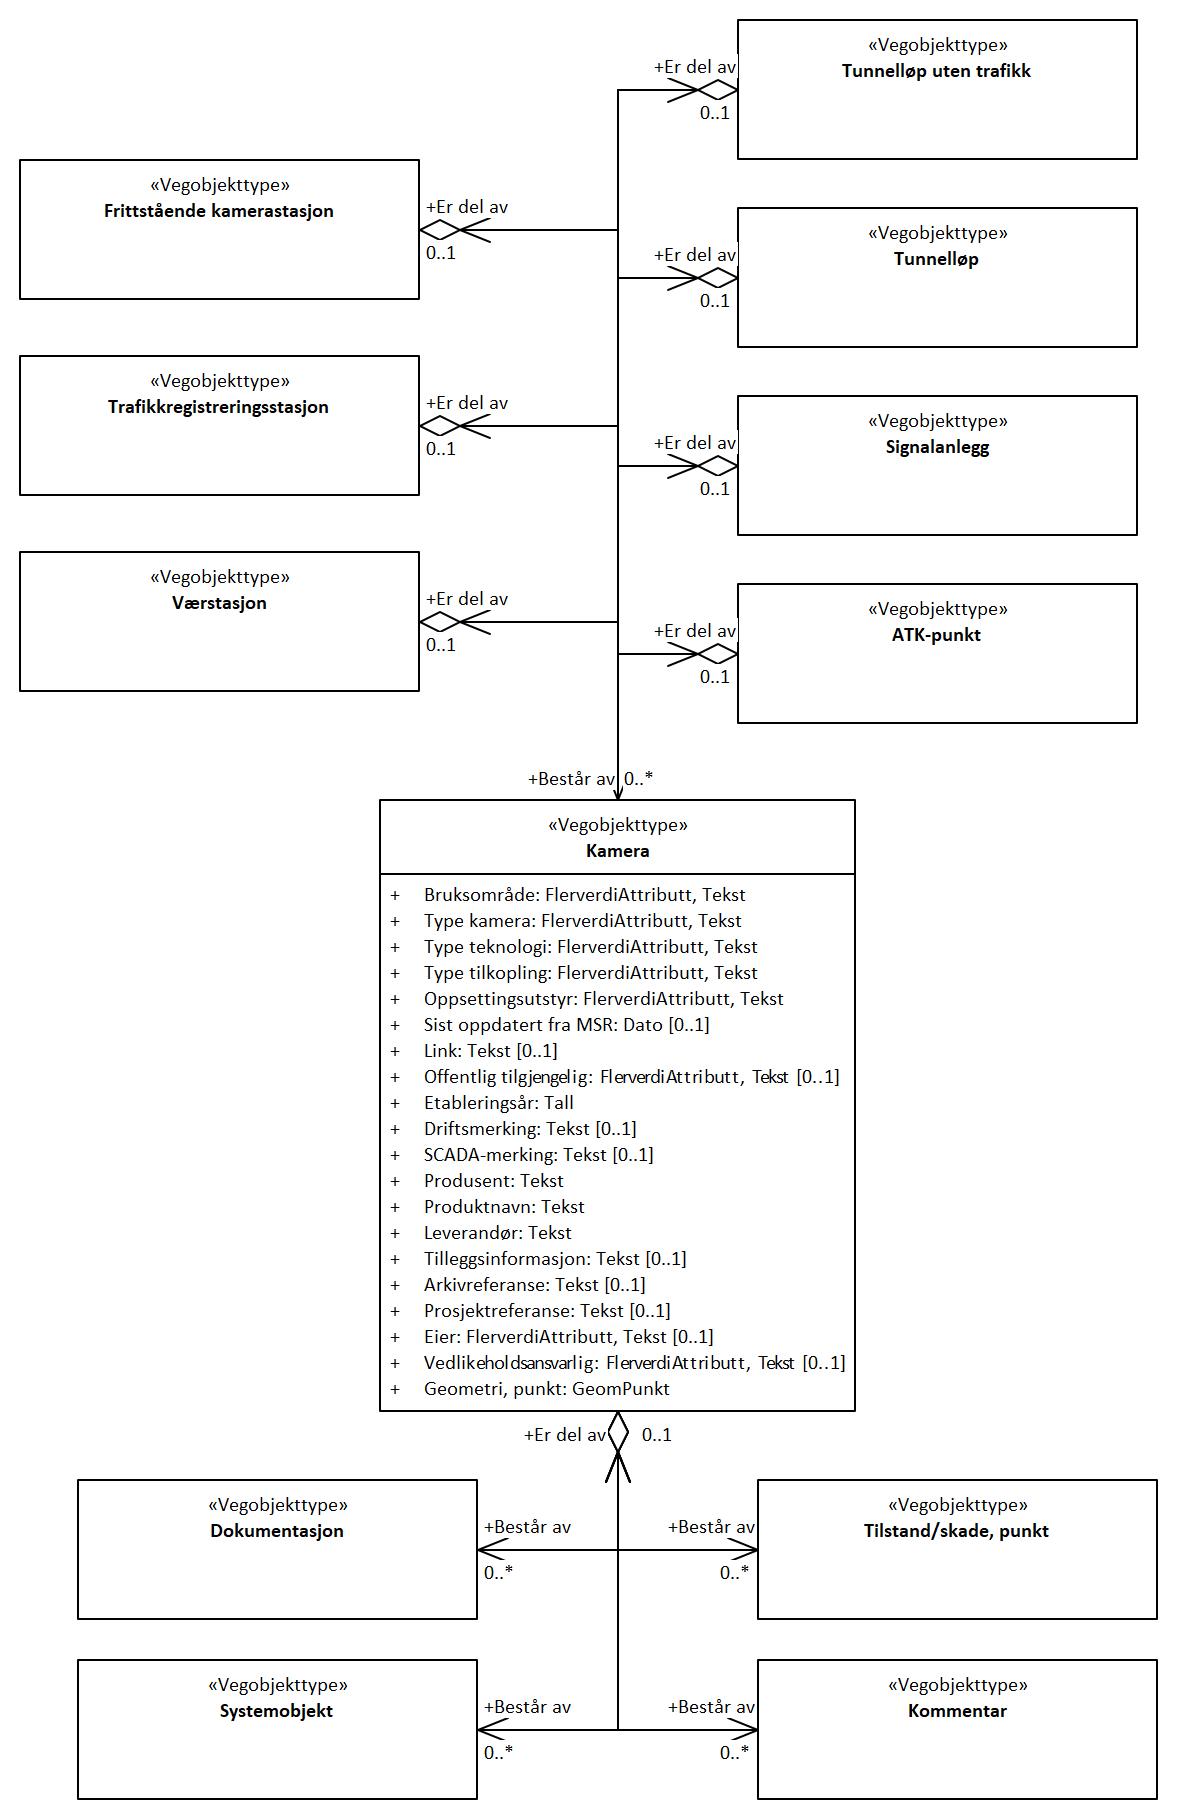 «Vegobjekttype»
Tunnelløp uten trafikk
+Er del av
0..1
«Vegobjekttype»
Frittstående kamerastasjon
+Er del av
0..1
«Vegobjekttype»
Tunnelløp
+Er del av
0..1
«Vegobjekttype»
Trafikkregistreringsstasjon
+Er del av
0..1
«Vegobjekttype»
Signalanlegg
+Er del av
0..1
«Vegobjekttype»
Værstasjon
+Er del av
0..1
«Vegobjekttype»
ATK-punkt
+Er del av
0..1
+Består av 0..*
«Vegobjekttype»
Kamera
+ Bruksområde: FlerverdiAttributt, Tekst
+ Type kamera: FlerverdiAttributt, Tekst
+ Type teknologi: FlerverdiAttributt, Tekst
+ Type tilkopling: FlerverdiAttributt, Tekst
+ Oppsettingsutstyr: FlerverdiAttributt, Tekst
+ Sist oppdatert fra MSR: Dato [0..1]
+ Link: Tekst [0..1]
+ Offentlig tilgjengelig: FlerverdiAttributt, Tekst [0..1]
+ Etableringsår: Tall
+ Driftsmerking: Tekst [0..1]
+ SCADA-merking: Tekst [0..1]
+ Produsent: Tekst
+ Produktnavn: Tekst
+ Leverandør: Tekst
+ Tilleggsinformasjon: Tekst [0..1]
+ Arkivreferanse: Tekst [0..1]
+ Prosjektreferanse: Tekst [0..1]
+ Eier: FlerverdiAttributt, Tekst [0..1]
+ Vedlikeholdsansvarlig: FlerverdiAttributt, Tekst [0..1]
+ Geometri, punkt: GeomPunkt
+Er del av 0..1
«Vegobjekttype»
Dokumentasjon
+Består av
0..*
«Vegobjekttype»
Tilstand/skade, punkt
+Består av
0..*
«Vegobjekttype»
Systemobjekt
+Består av
0..*
«Vegobjekttype»
Kommentar
+Består av
0..*